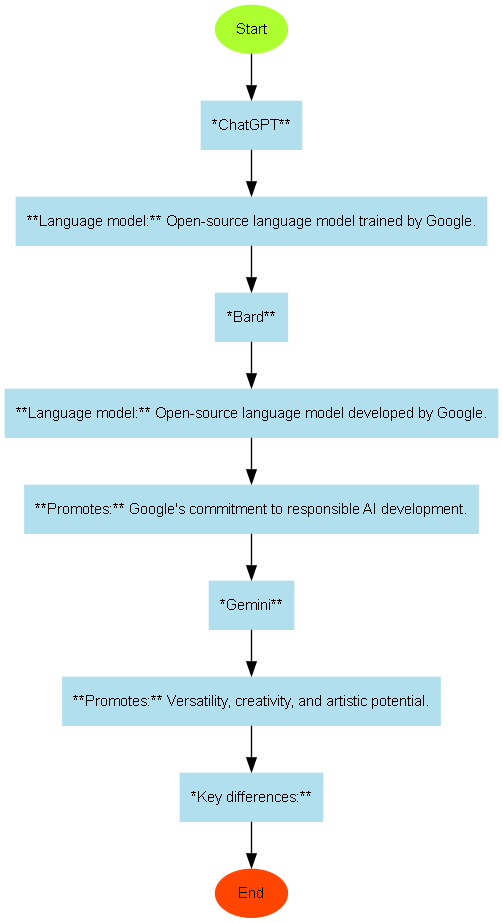 Start
*ChatGPT**
**Language model:** Open-source language model trained by Google.
*Bard**
**Language model:** Open-source language model developed by Google.
**Promotes:** Google's commitment to responsible AI development.
*Gemini**
**Promotes:** Versatility, creativity, and artistic potential.
*Key differences:**
End